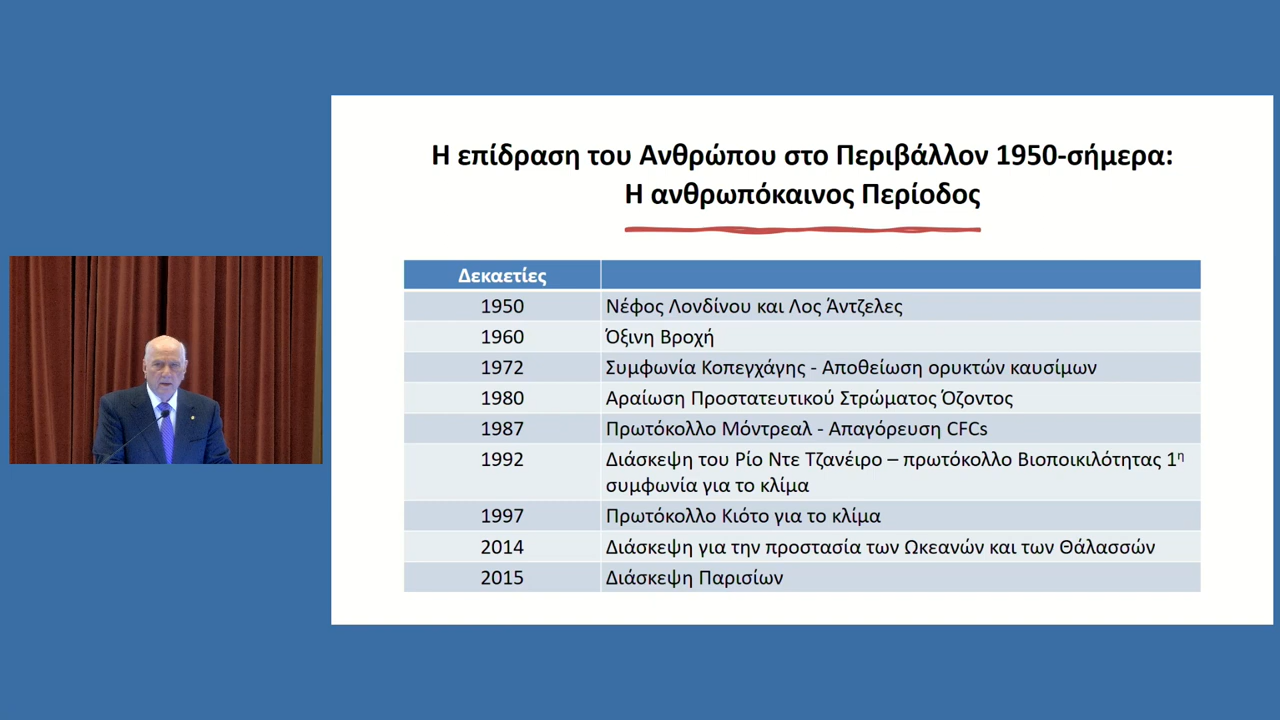 Η επίδραση του Ανθρώπου στο Περιβάλλον 1950-σήμερα:
Η ανθρωπόκαινος Περίοδος
Δεκαετίες
1950 Νέφος Λονδίνου και Λος Άντζελες
1960 Όξινη Βροχή
1972 Συμφωνία Κοπεγχάγης - Αποθείωση ορυκτών καυσίμων
1980 Αραίωση Προστατευτικού Στρώματος Όζοντος
1987 Πρωτόκολλο Μόντρεαλ - Απαγόρευση CFCs
1992 Διάσκεψη του Ρίο Ντε Τζανέιρο – πρωτόκολλο Βιοποικιλότητας 1η
συμφωνία για το κλίμα
1997 Πρωτόκολλο Κιότο για το κλίμα
2014 Διάσκεψη για την προστασία των Ωκεανών και των Θάλασσών
2015 Διάσκεψη Παρισίων